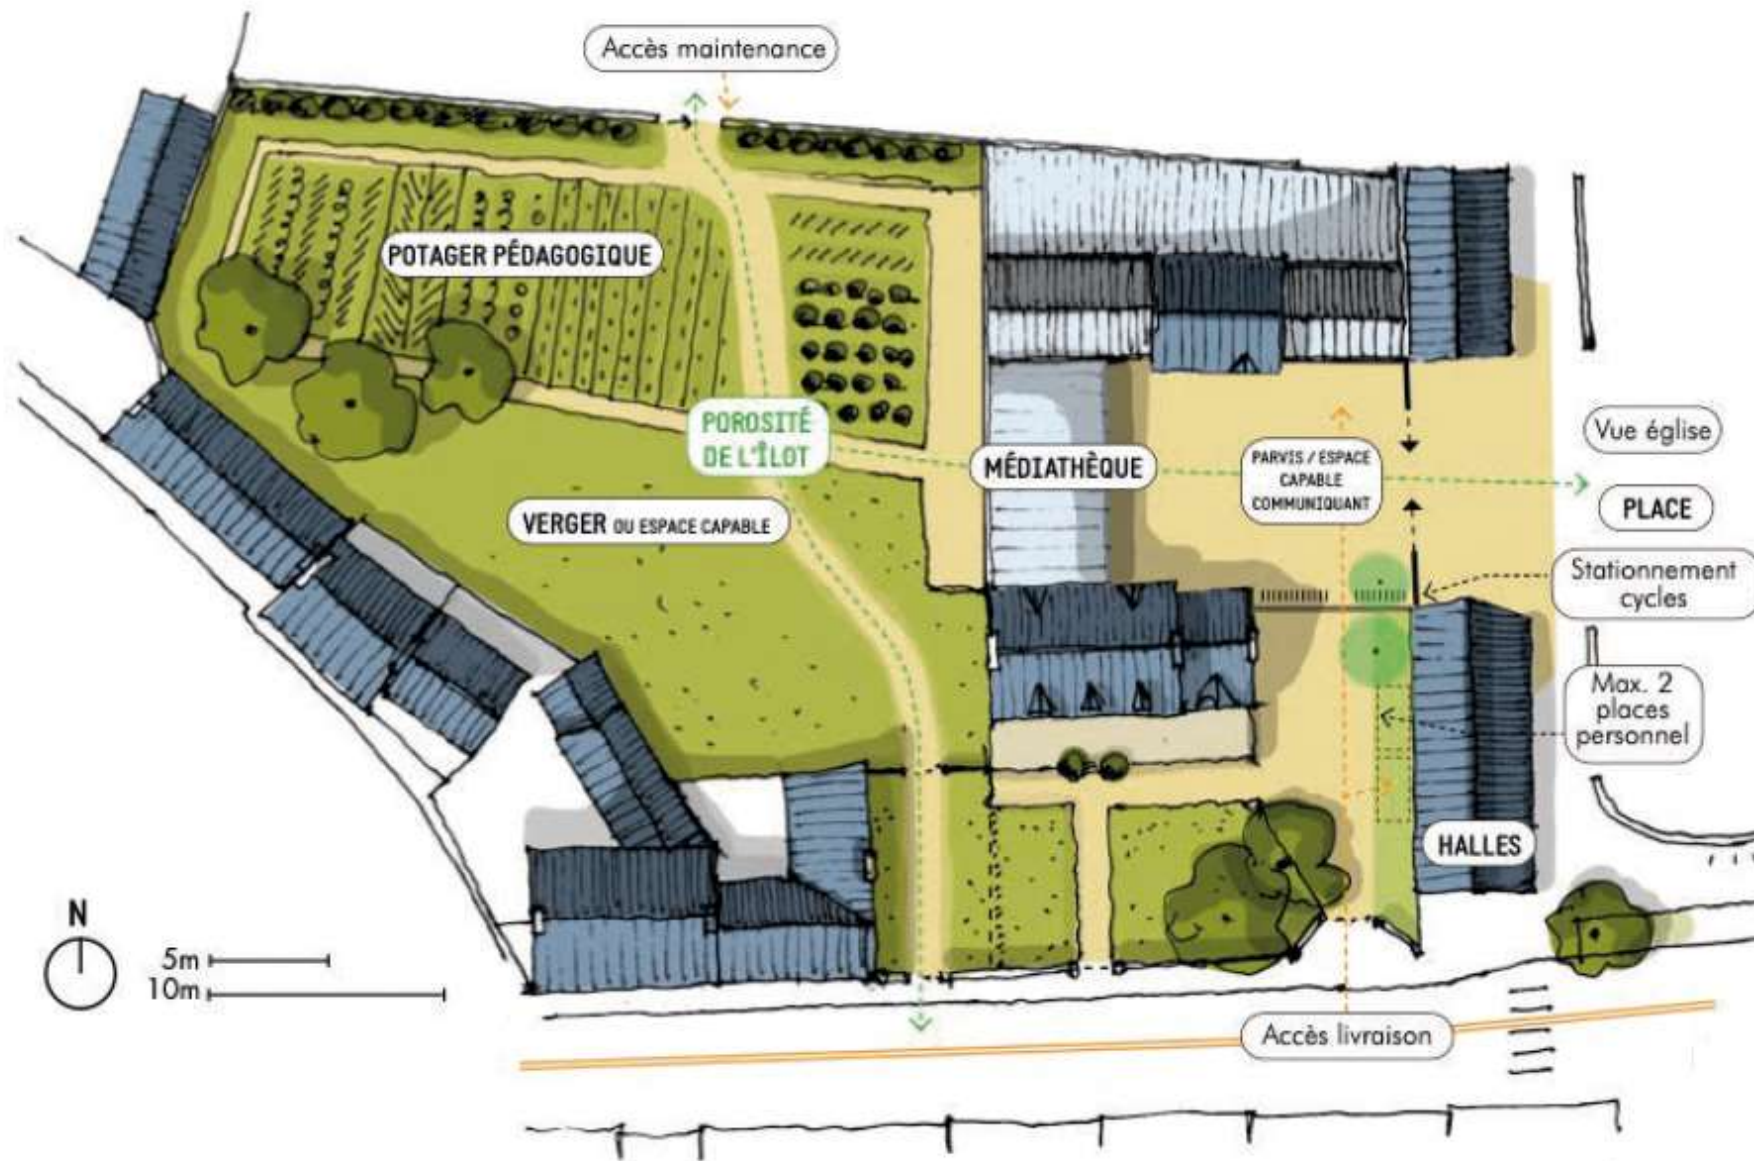 Accès maintenance
POTAGER PÉDAGOGIQUE
POROSITÉ
DE L'ÎLOT
VERGER OU ESPACE CAPABLE
MÉDIATHÈQUE
PARVIS / ESPACE
CAPABLE
COMMUNIQUANT
Vue église
PLACE
Stationnement
cycles
Max. 2
places
personnel
HALLES
N
5m
10m
Accès livraison